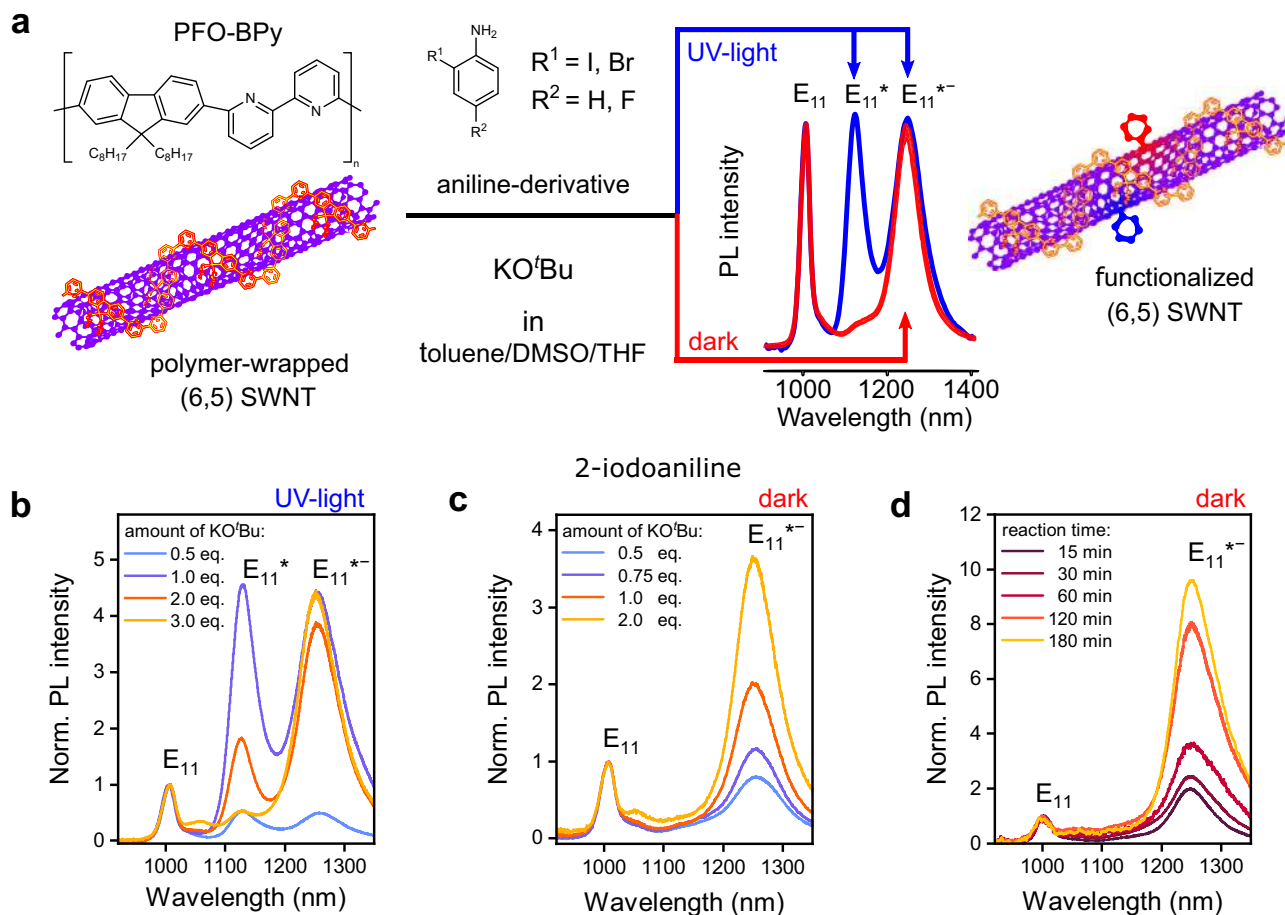 a
PFO-BPy
N
N
C₈H₁₇ C₈H₁₇
n
polymer-wrapped
(6,5) SWNT
NH₂
R¹
R²
R¹ = I, Br
R² = H, F
aniline-derivative
KOᵗBu
in
toluene/DMSO/THF
UV-light
dark
E₁₁ E₁₁* E₁₁*⁻
PL intensity
1000 1200 1400
Wavelength (nm)
functionalized
(6,5) SWNT
2-iodoaniline
b
UV-light
amount of KOᵗBu:
0.5 eq.
1.0 eq.
2.0 eq.
3.0 eq.
E₁₁
E₁₁*
E₁₁*⁻
Norm. PL intensity
5
4
3
2
1
0
1000 1100 1200 1300
Wavelength (nm)
c
dark
amount of KOᵗBu:
0.5 eq.
0.75 eq.
1.0 eq.
2.0 eq.
E₁₁
E₁₁*⁻
Norm. PL intensity
4
3
2
1
0
1000 1100 1200 1300
Wavelength (nm)
d
dark
reaction time:
15 min
30 min
60 min
120 min
180 min
E₁₁
E₁₁*⁻
Norm. PL intensity
12
10
8
6
4
2
0
1000 1100 1200 1300
Wavelength (nm)